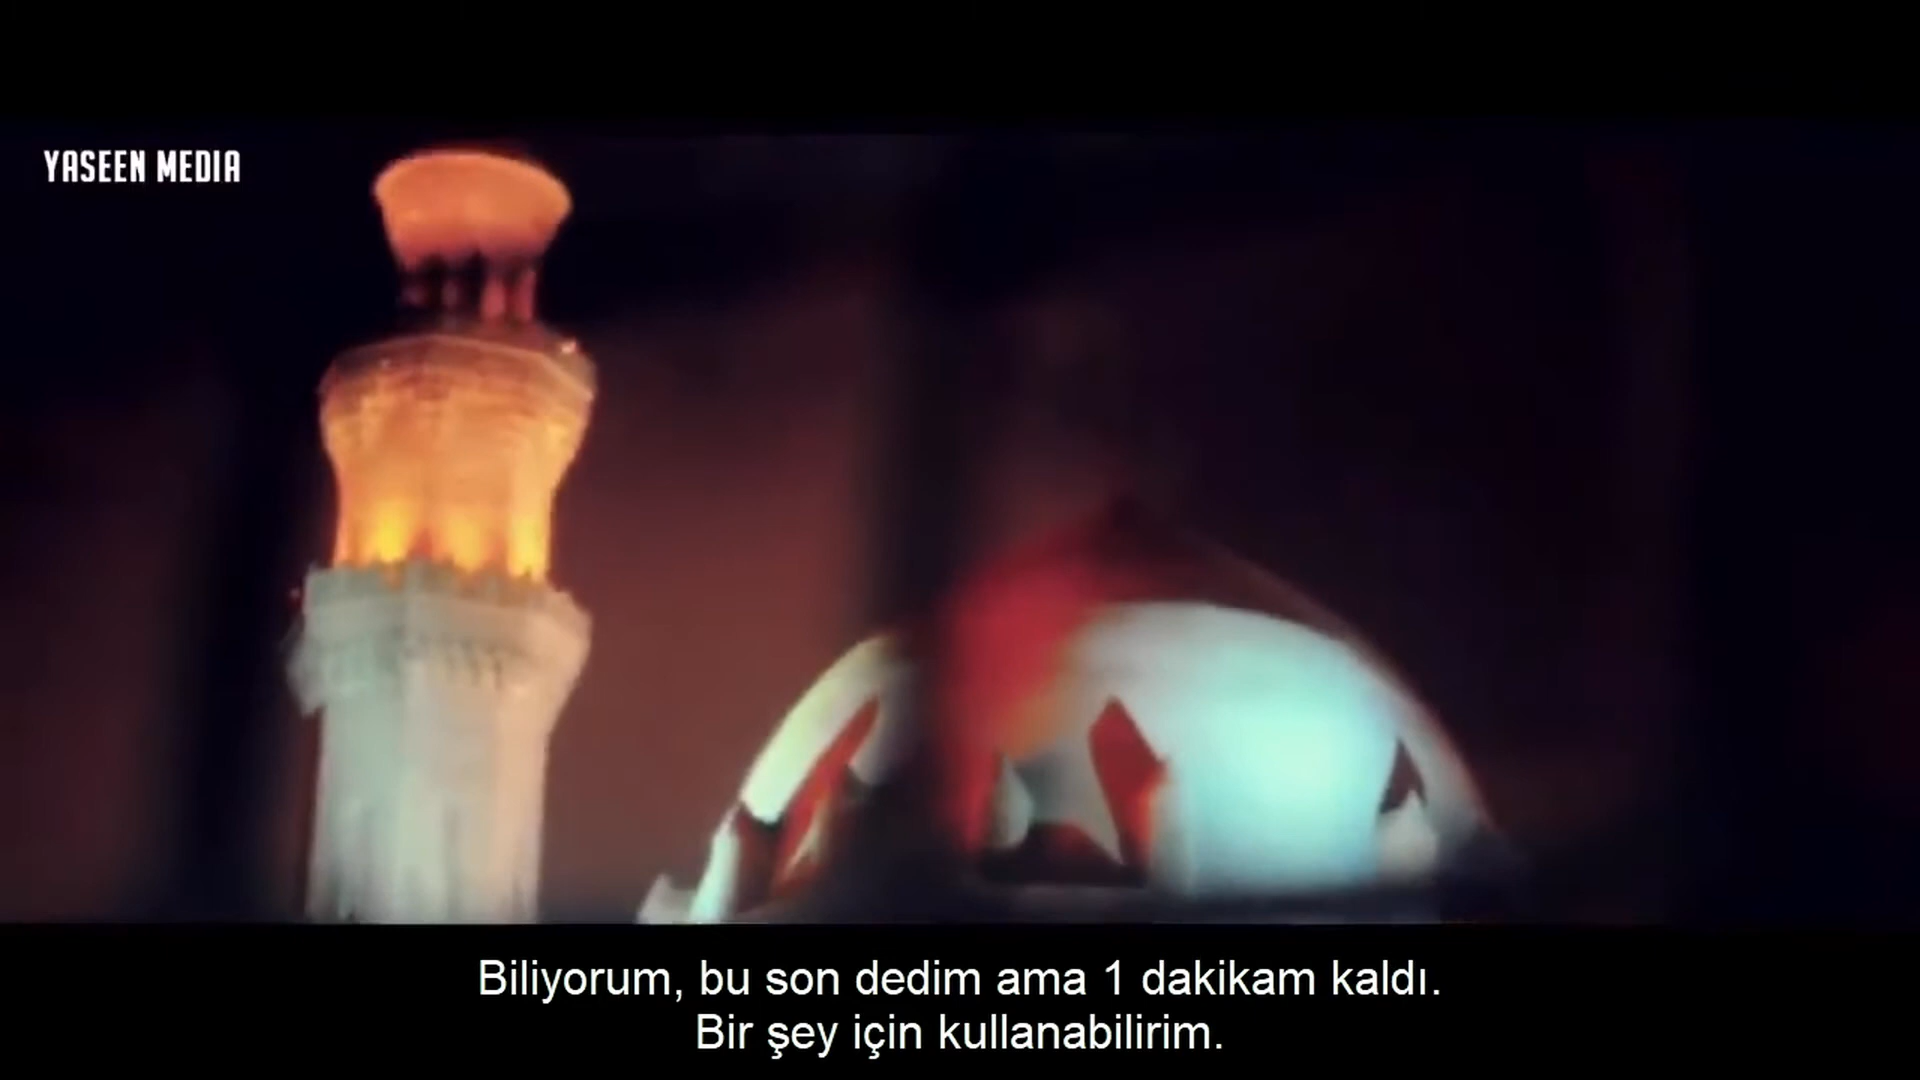 YASEEN MEDIA
Biliyorum, bu son dedim ama 1 dakikam kaldı.
Bir şey için kullanabilirim.